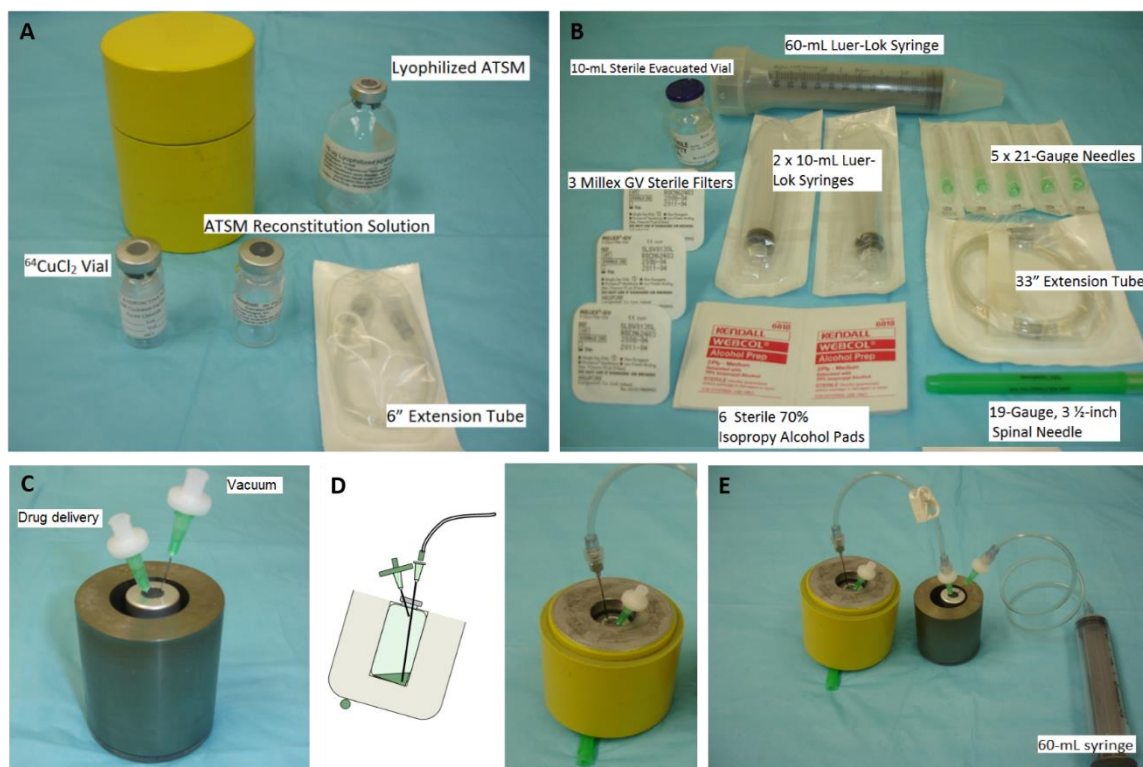 A
Lyophilized ATSM
ATSM Reconstitution Solution
⁶⁴CuCl₂ Vial
6” Extension Tube
B
60-mL Luer-Lok Syringe
10-mL Sterile Evacuated Vial
2 x 10-mL Luer-
Lok Syringes
5 x 21-Gauge Needles
3 Millex GV Sterile Filters
33” Extension Tube
KENDALL
WEBCOL®
Alcohol Prep
6818
KENDALL
WEBCOL®
Alcohol Prep
6818
6 Sterile 70%
Isopropy Alcohol Pads
19-Gauge, 3 ½-inch
Spinal Needle
C
Vacuum
Drug delivery
D
E
60-mL syringe